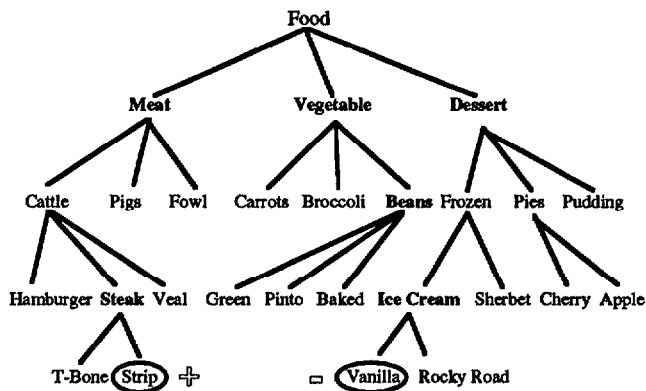 Food
Meat Vegetable Dessert
Cattle Pigs Fowl Carrots Broccoli Beans Frozen Pies Pudding
Hamburger Steak Veal Green Pinto Baked Ice Cream Sherbet Cherry Apple
T-Bone Strip + - Vanilla Rocky Road